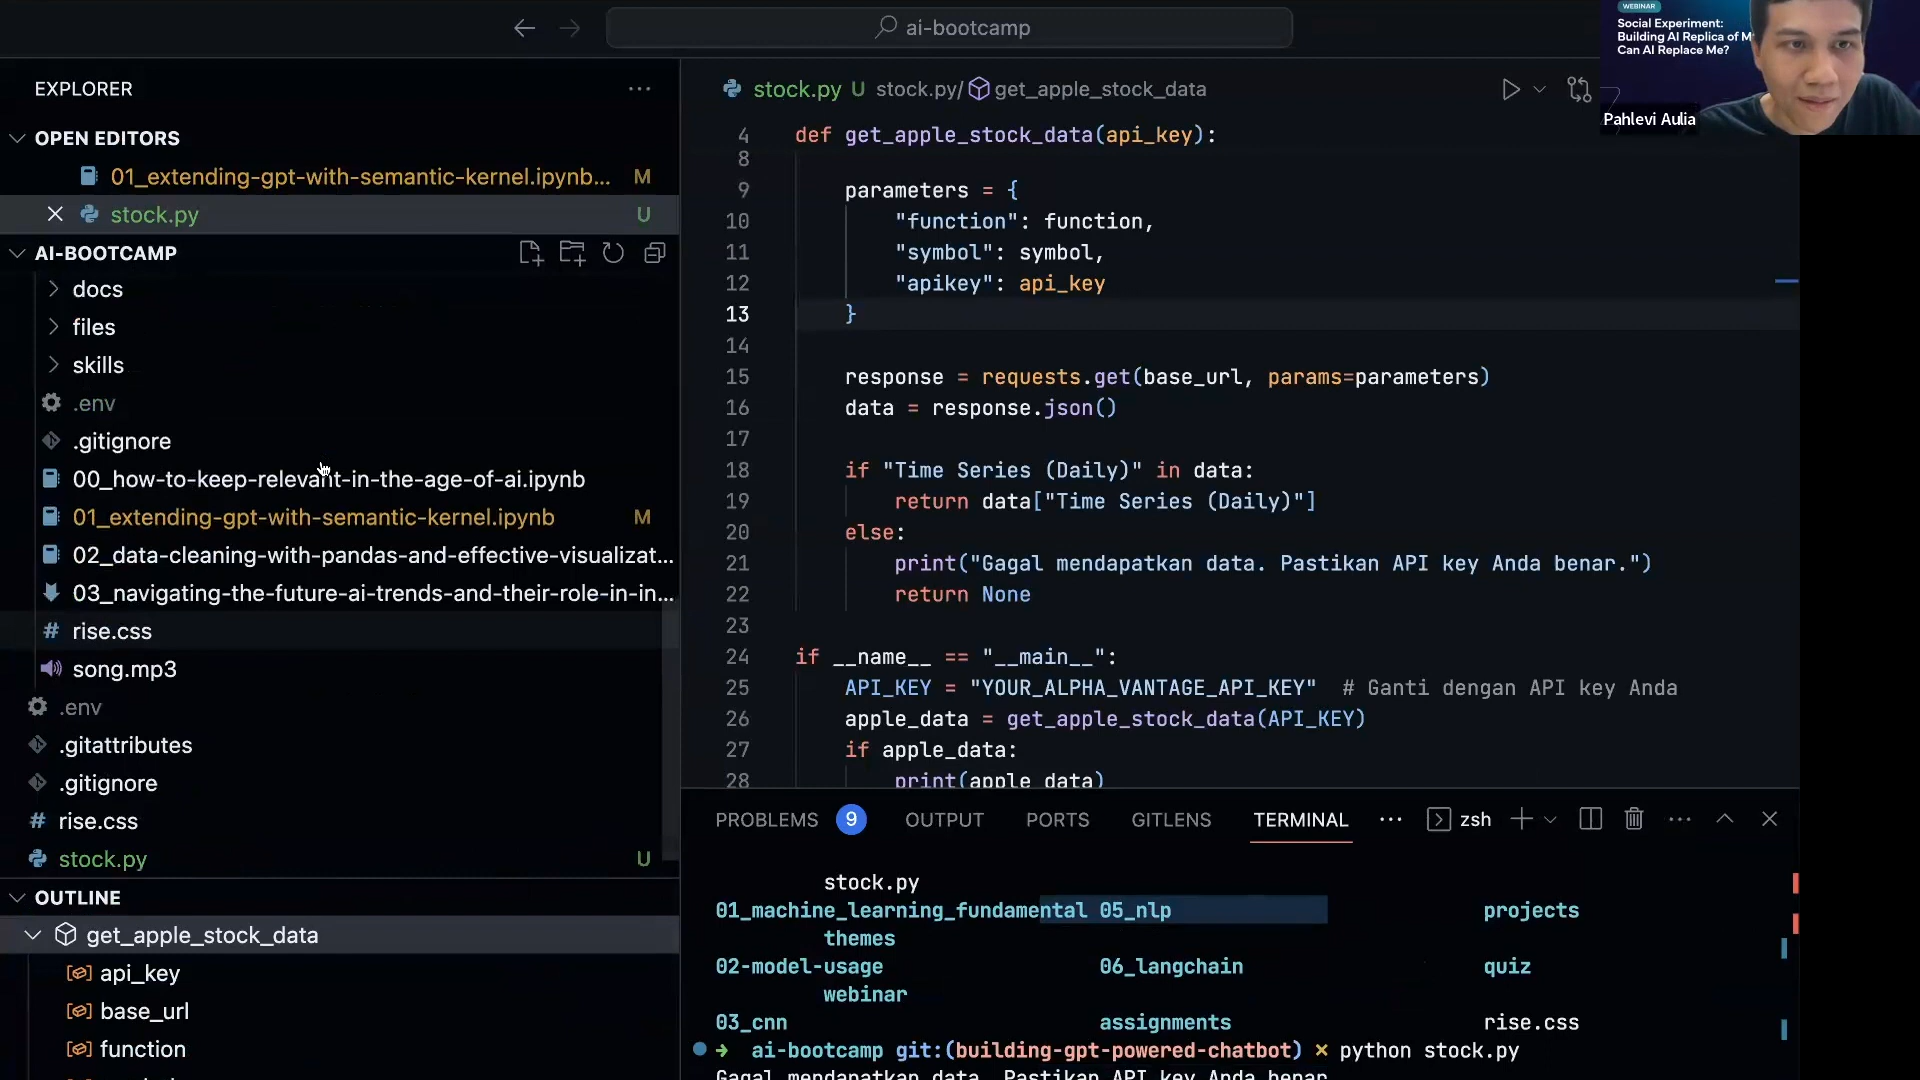 ai-bootcamp
WEBINAR
Social Experiment:
Building AI Replica of M
Can AI Replace Me?
Pahlevi Aulia
EXPLORER
OPEN EDITORS
01_extending-gpt-with-semantic-kernel.ipynb... M
stock.py U
AI-BOOTCAMP
docs
files
skills
.env
.gitignore
00_how-to-keep-relevant-in-the-age-of-ai.ipynb
01_extending-gpt-with-semantic-kernel.ipynb M
02_data-cleaning-with-pandas-and-effective-visualizat...
03_navigating-the-future-ai-trends-and-their-role-in-in...
# rise.css
song.mp3
.env
.gitattributes
.gitignore
# rise.css
stock.py U
OUTLINE
get_apple_stock_data
api_key
base_url
function
stock.py U stock.py/ get_apple_stock_data
4 def get_apple_stock_data(api_key):
8
9 parameters = {
10 "function": function,
11 "symbol": symbol,
12 "apikey": api_key
13 }
14
15 response = requests.get(base_url, params=parameters)
16 data = response.json()
17
18 if "Time Series (Daily)" in data:
19 return data["Time Series (Daily)"]
20 else:
21 print("Gagal mendapatkan data. Pastikan API key Anda benar.")
22 return None
23
24 if __name__ == "__main__":
25 API_KEY = "YOUR_ALPHA_VANTAGE_API_KEY" # Ganti dengan API key Anda
26 apple_data = get_apple_stock_data(API_KEY)
27 if apple_data:
28 print(apple_data)
PROBLEMS 9 OUTPUT PORTS GITLENS TERMINAL ... zsh
stock.py
01_machine_learning_fundamental 05_nlp projects
themes
02-model-usage 06_langchain quiz
webinar
03_cnn assignments rise.css
➜ ai-bootcamp git:(building-gpt-powered-chatbot) × python stock.py
Gagal mendapatkan data. Pastikan API key Anda benar.